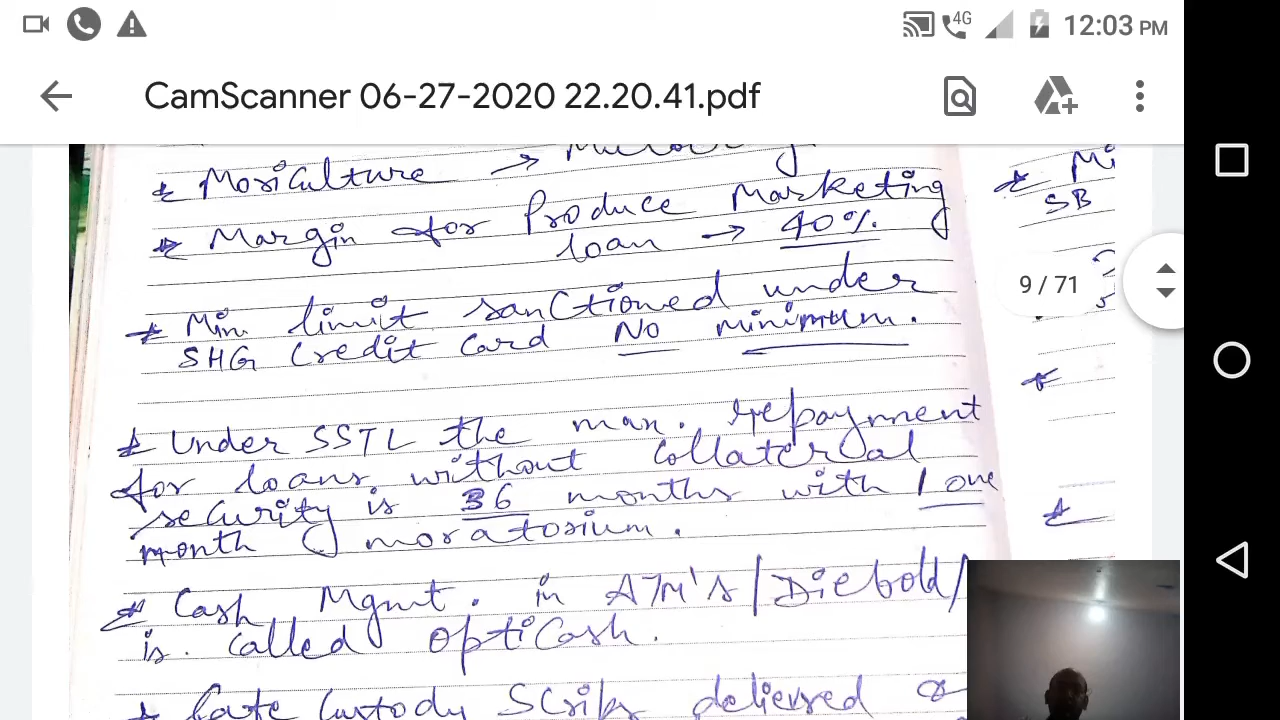 4G 12:03 PM
CamScanner 06-27-2020 22.20.41.pdf
* Moriculture →
* Margin for Produce Marketing
loan → 40%.
* Min. limit sanctioned under
SHG Credit Card No minimum.
* Under SSTL the max. repayment
for loans without collateral
security is 36 months with 1 one
month moratorium.
* Cash Mgmt. in ATM's/Diebold/
is called OptiCash.
* Safe Custody Scrips delivered
* Mi
SB
9 / 71